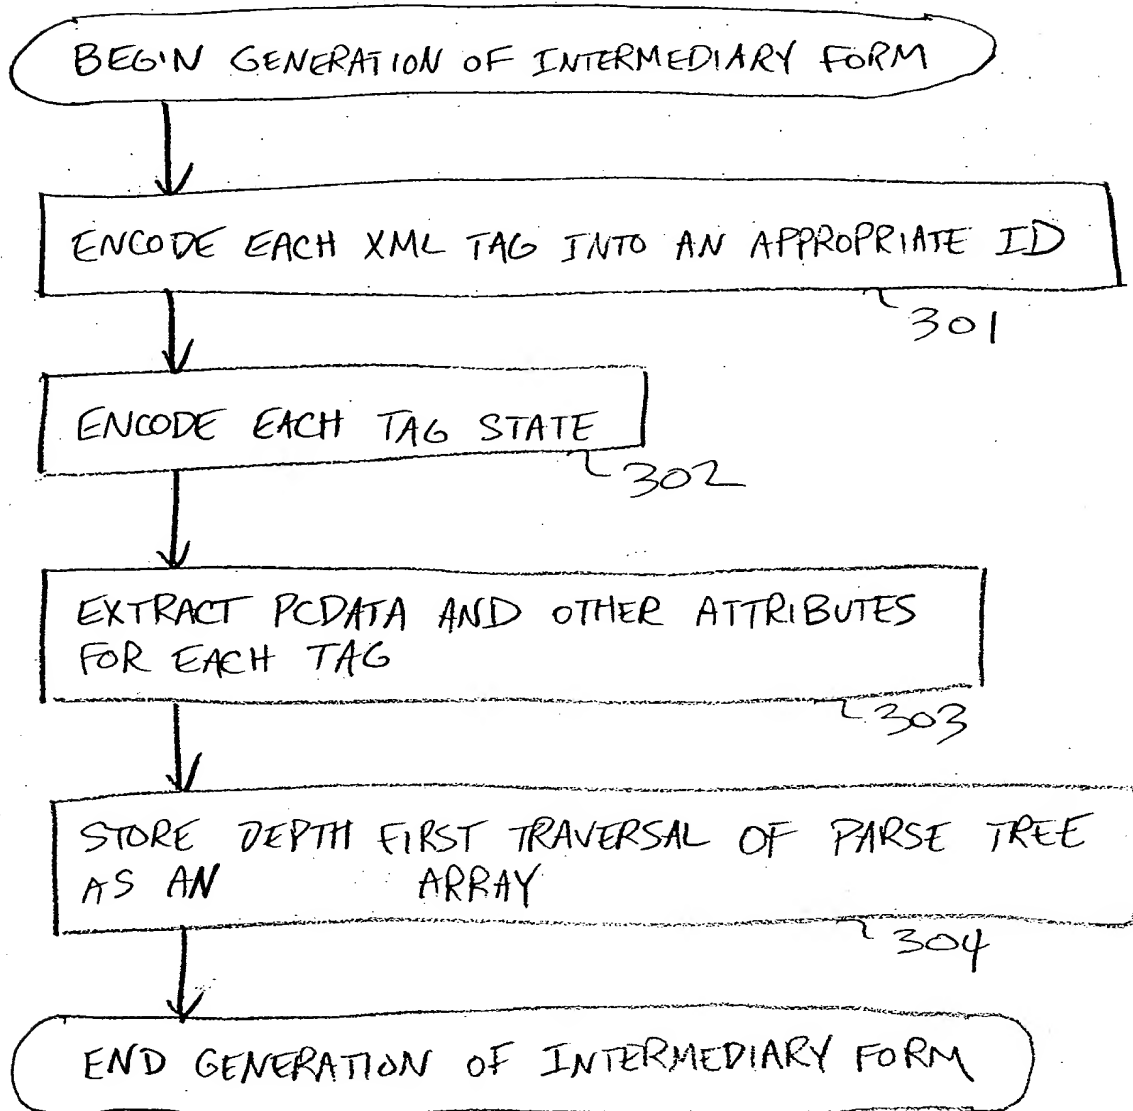 BEGIN GENERATION OF INTERMEDIARY FORM
ENCODE EACH XML TAG INTO AN APPROPRIATE ID
301
ENCODE EACH TAG STATE
302
EXTRACT PCDATA AND OTHER ATTRIBUTES
FOR EACH TAG
303
STORE DEPTH FIRST TRAVERSAL OF PARSE TREE
AS AN ARRAY
304
END GENERATION OF INTERMEDIARY FORM